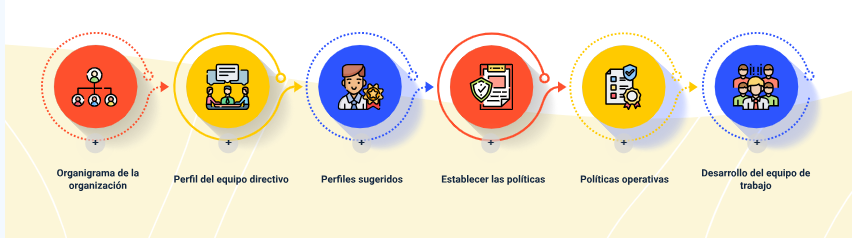 + + + + + +
Organigrama de la
organización
Perfil del equipo directivo
Perfiles sugeridos
Establecer las políticas
Políticas operativas
Desarrollo del equipo de
trabajo